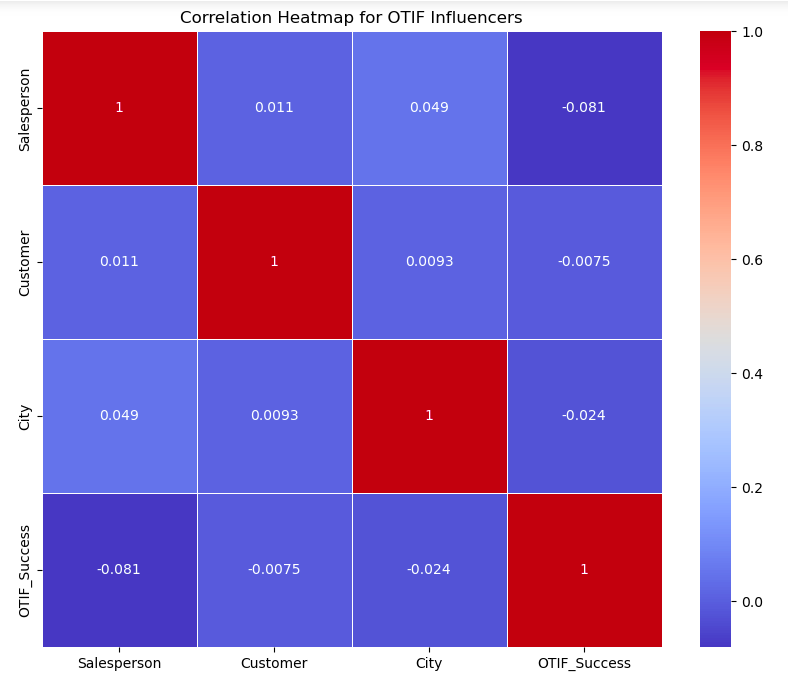 Correlation Heatmap for OTIF Influencers
1.0
Salesperson
1 0.011 0.049 -0.081
0.8
Customer
0.011 1 0.0093 -0.0075
0.6
0.4
City
0.049 0.0093 1 -0.024
0.2
OTIF_Success
-0.081 -0.0075 -0.024 1
0.0
Salesperson Customer City OTIF_Success